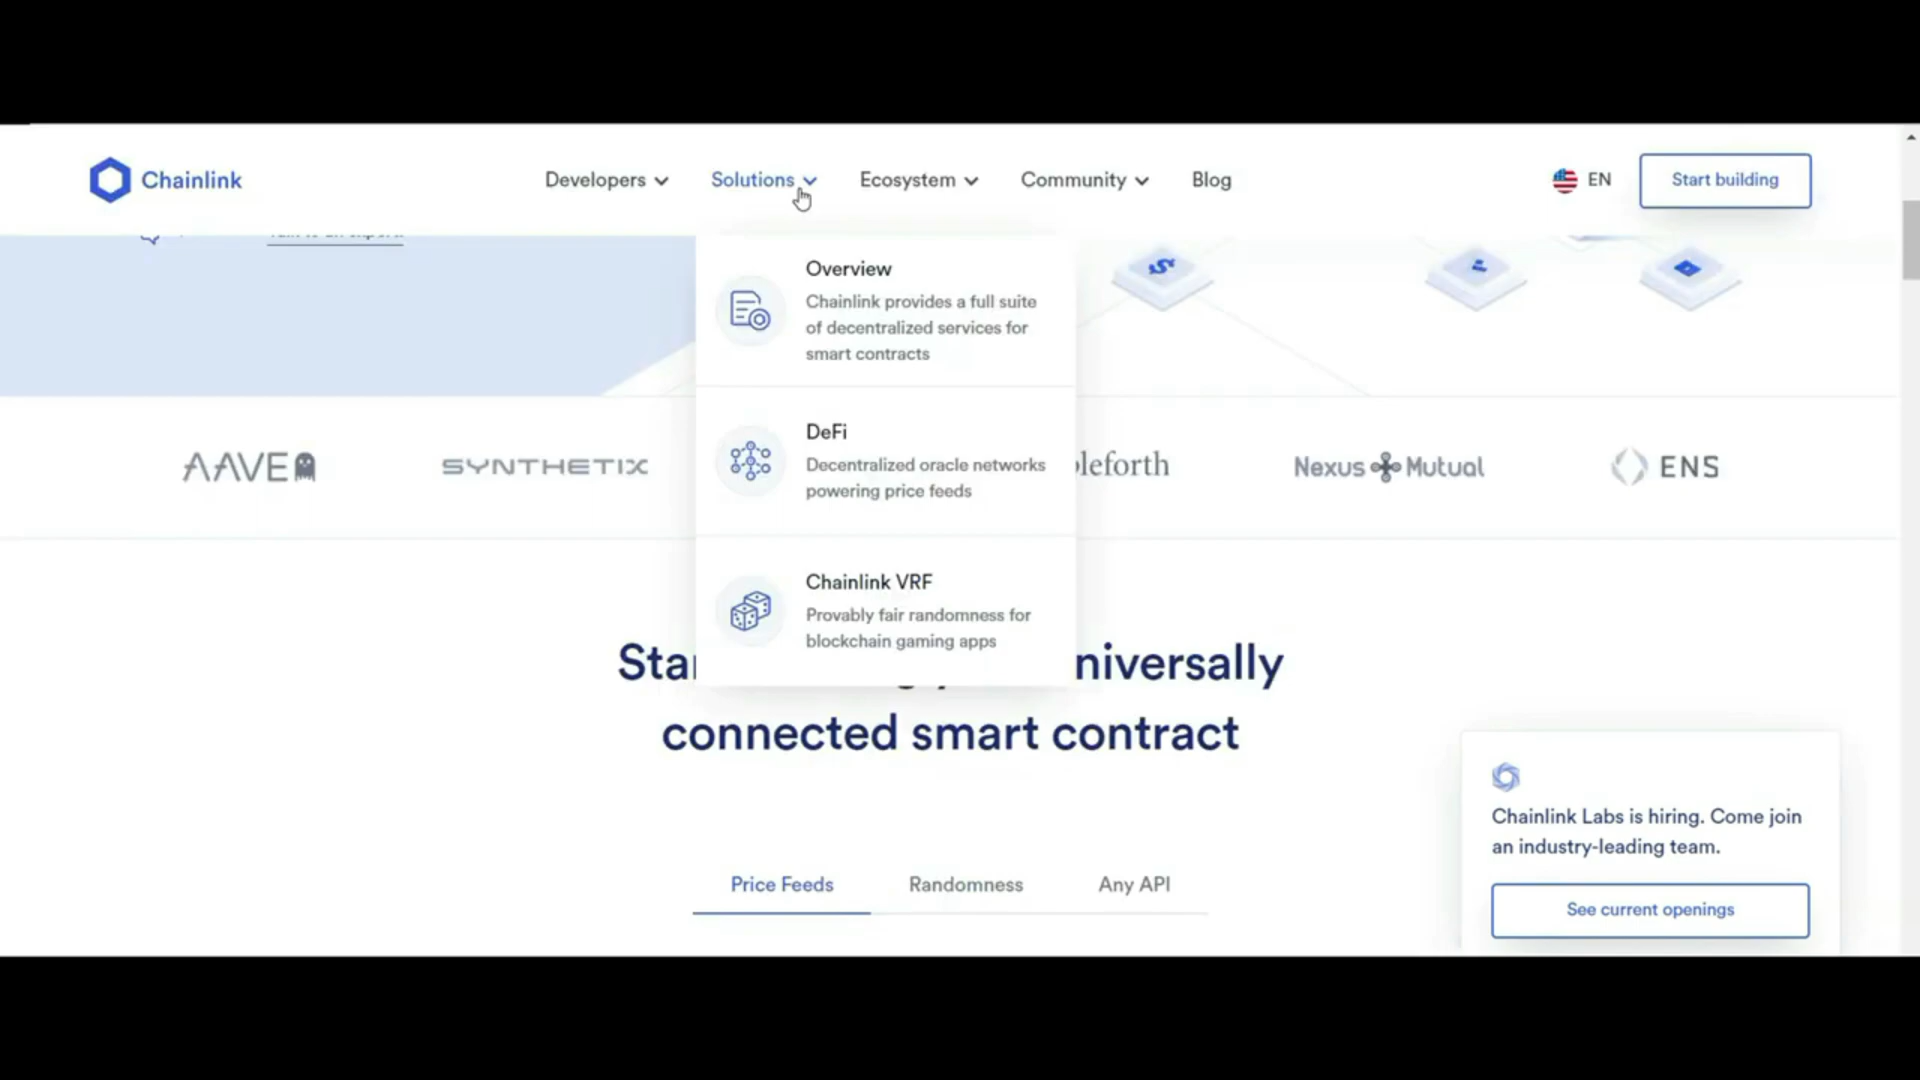 Chainlink
Developers
Solutions
Ecosystem
Community
Blog
EN
Start building
Overview
Chainlink provides a full suite
of decentralized services for
smart contracts
DeFi
Decentralized oracle networks
powering price feeds
Chainlink VRF
Provably fair randomness for
blockchain gaming apps
AAVE
SYNTHETIX
leforth
Nexus Mutual
ENS
Sta niversally
connected smart contract
Price Feeds
Randomness
Any API
Chainlink Labs is hiring. Come join
an industry-leading team.
See current openings